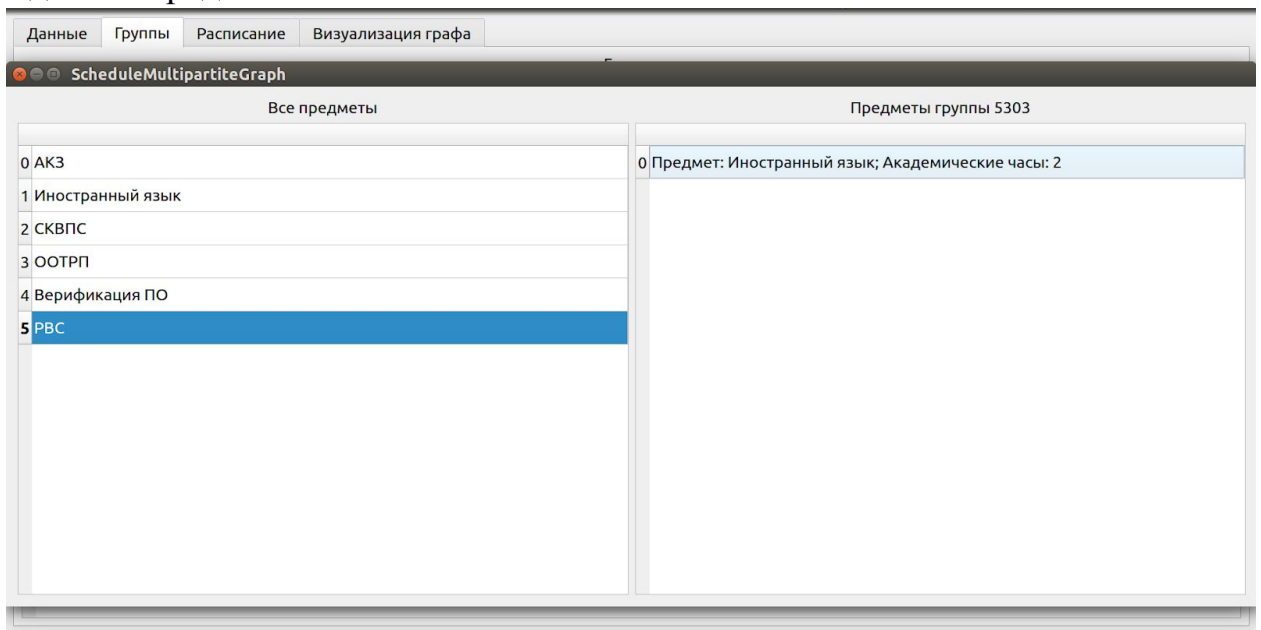 Данные Группы Расписание Визуализация графа
ScheduleMultipartiteGraph
Все предметы Предметы группы 5303
0 АКЗ 0 Предмет: Иностранный язык; Академические часы: 2
1 Иностранный язык
2 СКВПС
3 ООТРП
4 Верификация ПО
5 РВС